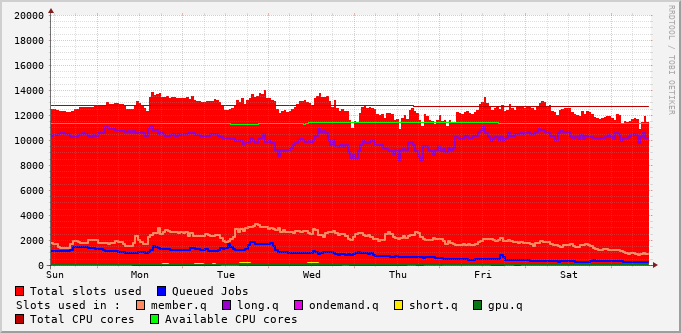 20000
18000
16000
14000
12000
10000
8000
6000
4000
2000
0
Sun Mon Tue Wed Thu Fri Sat
RRDTOOL / TOBI OETIKER
Total slots used Queued Jobs
Slots used in : member.q long.q ondemand.q short.q gpu.q
Total CPU cores Available CPU cores